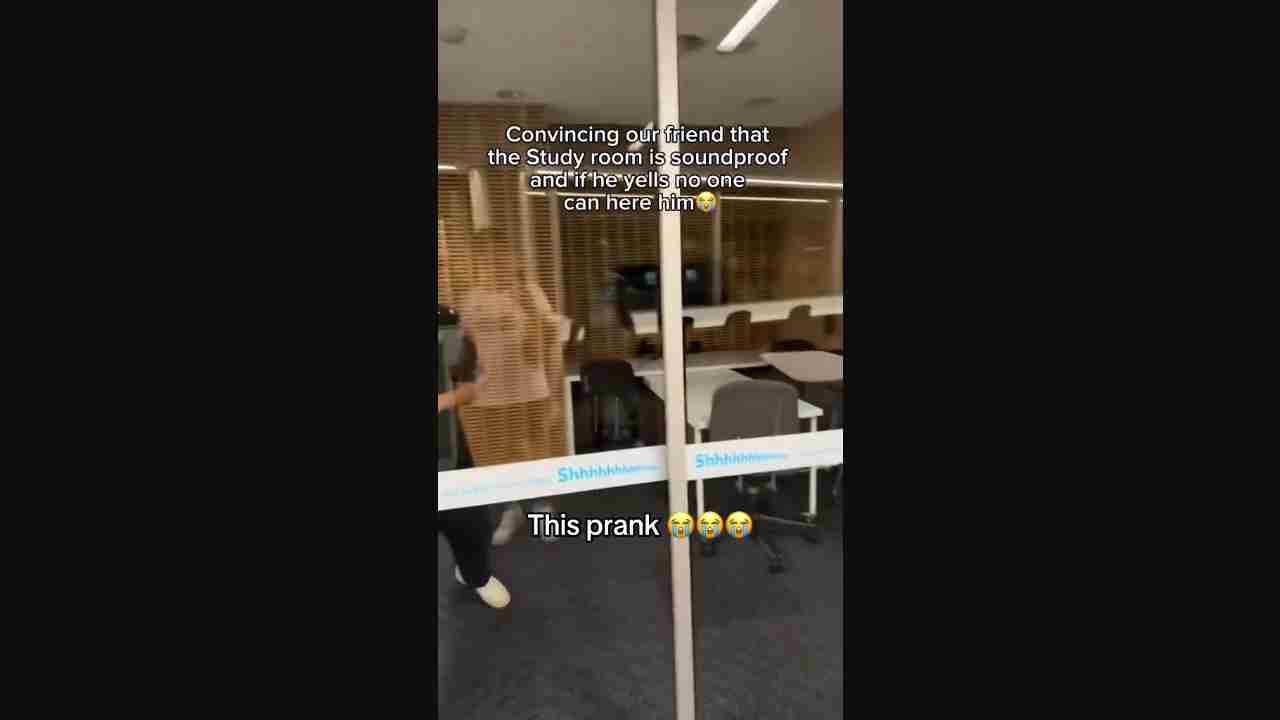 Convincing our friend that
the Study room is soundproof
and if he yells no one
can here him😭
Shhhhhhhhh
Shhhhhhhhh
This prank 😭😭😭